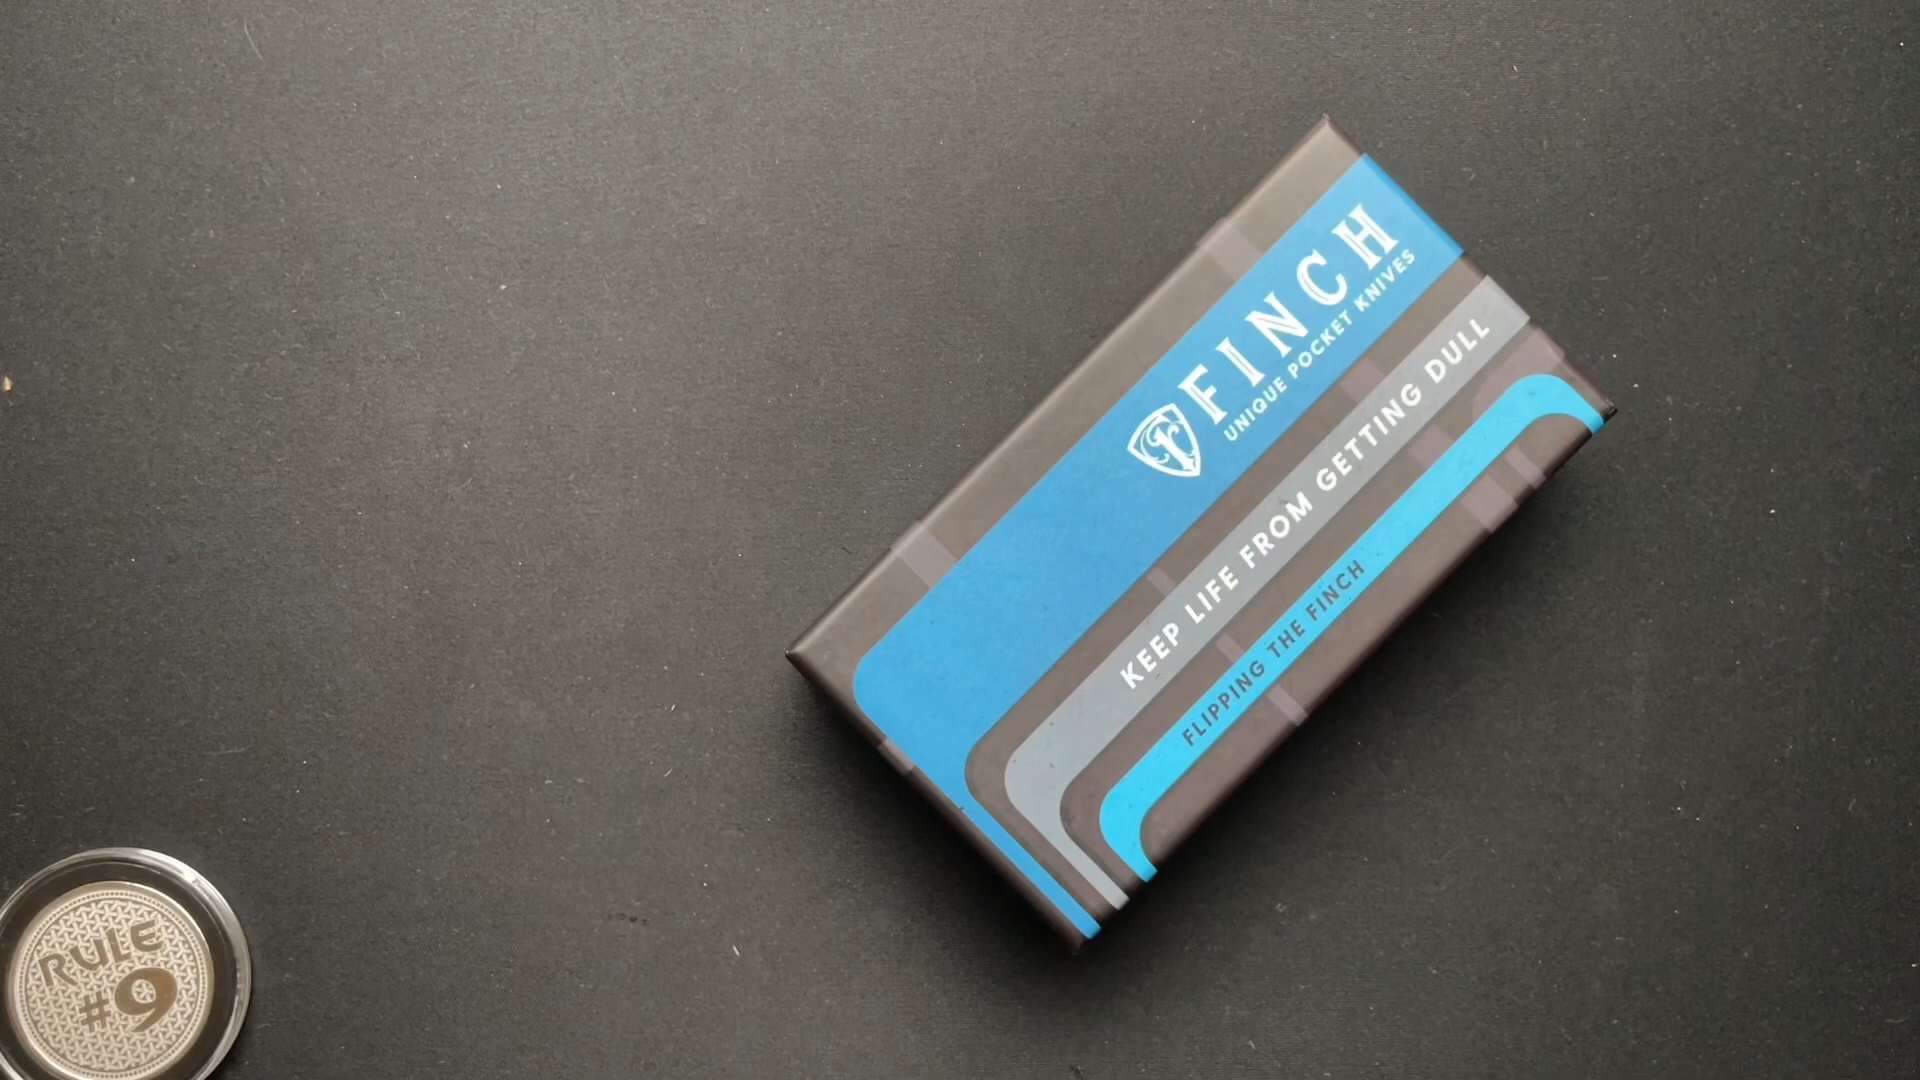 FINCH
UNIQUE POCKET KNIVES
KEEP LIFE FROM GETTING DULL
FLIPPING THE FINCH
RULE
#9